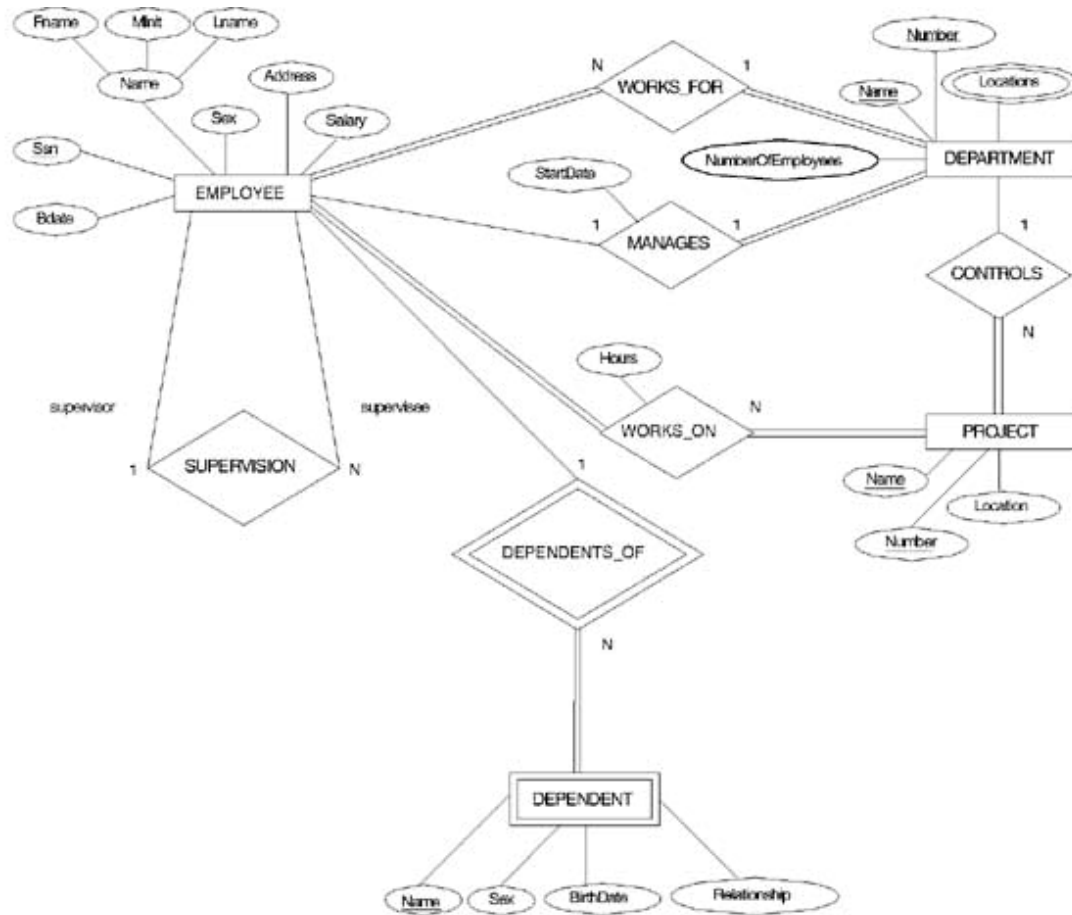 Fname
Minit
Lname
Number
Name
Address
N
1
WORKS_FOR
Locations
Name
Sex
Salary
Ssn
StartDate
NumberOfEmployees
DEPARTMENT
EMPLOYEE
Bdate
1
1
MANAGES
1
CONTROLS
N
Hours
supervisor
supervisee
N
WORKS_ON
PROJECT
1
SUPERVISION
N
1
Name
Location
Number
DEPENDENTS_OF
N
DEPENDENT
Name
Sex
BirthDate
Relationship